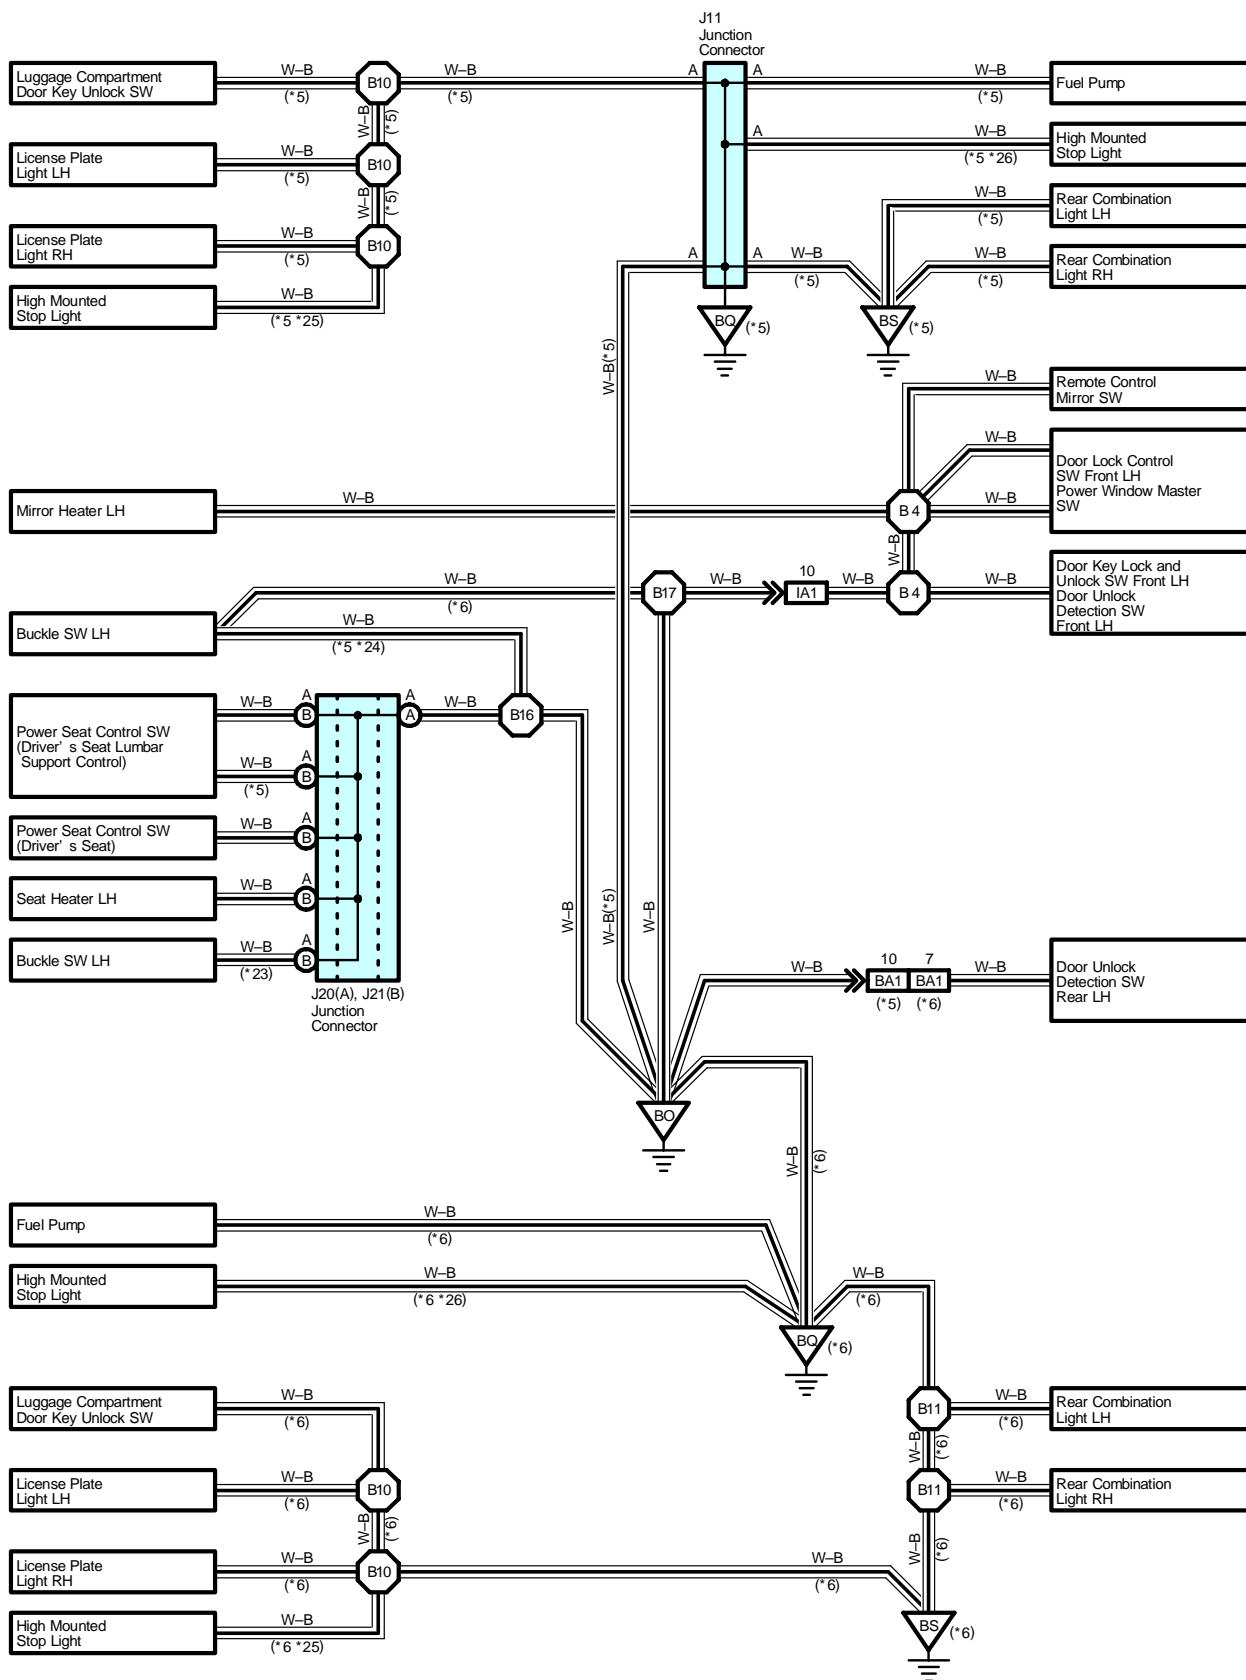 J11
Junction
Connector
Luggage Compartment
Door Key Unlock SW
W–B
(*5)
B10
W–B
(*5)
A
A
W–B
(*5)
Fuel Pump
W–B
(*5)
A
W–B
(*5 *26)
High Mounted
Stop Light
License Plate
Light LH
W–B
(*5)
B10
W–B
(*5)
W–B
(*5)
Rear Combination
Light LH
License Plate
Light RH
W–B
(*5)
B10
A
A
W–B
(*5)
W–B
(*5)
Rear Combination
Light RH
High Mounted
Stop Light
W–B
(*5 *25)
BQ
(*5)
BS
(*5)
W–B(*5)
W–B
Remote Control
Mirror SW
W–B
Door Lock Control
SW Front LH
Power Window Master
SW
Mirror Heater LH
W–B
B 4
W–B
W–B
W–B
(*6)
B17
W–B
10
IA1
W–B
B 4
W–B
Door Key Lock and
Unlock SW Front LH
Door Unlock
Detection SW
Front LH
Buckle SW LH
W–B
(*5 *24)
Power Seat Control SW
(Driver' s Seat Lumbar
Support Control)
W–B
A
B
A
A
W–B
B16
W–B
(*5)
A
B
Power Seat Control SW
(Driver' s Seat)
W–B
A
B
Seat Heater LH
W–B
A
B
W–B
W–B(*5)
W–B
Buckle SW LH
W–B
(*23)
A
B
J20(A), J21(B)
Junction
Connector
W–B
10
7
BA1
BA1
(*5)
(*6)
W–B
Door Unlock
Detection SW
Rear LH
BO
W–B
(*6)
Fuel Pump
W–B
(*6)
High Mounted
Stop Light
W–B
(*6 *26)
W–B
(*6)
BQ
(*6)
Luggage Compartment
Door Key Unlock SW
W–B
(*6)
B11
W–B
(*6)
Rear Combination
Light LH
W–B
(*6)
License Plate
Light LH
W–B
(*6)
B10
B11
W–B
(*6)
Rear Combination
Light RH
W–B
(*6)
W–B
(*6)
License Plate
Light RH
W–B
(*6)
B10
W–B
(*6)
High Mounted
Stop Light
W–B
(*6 *25)
BS
(*6)